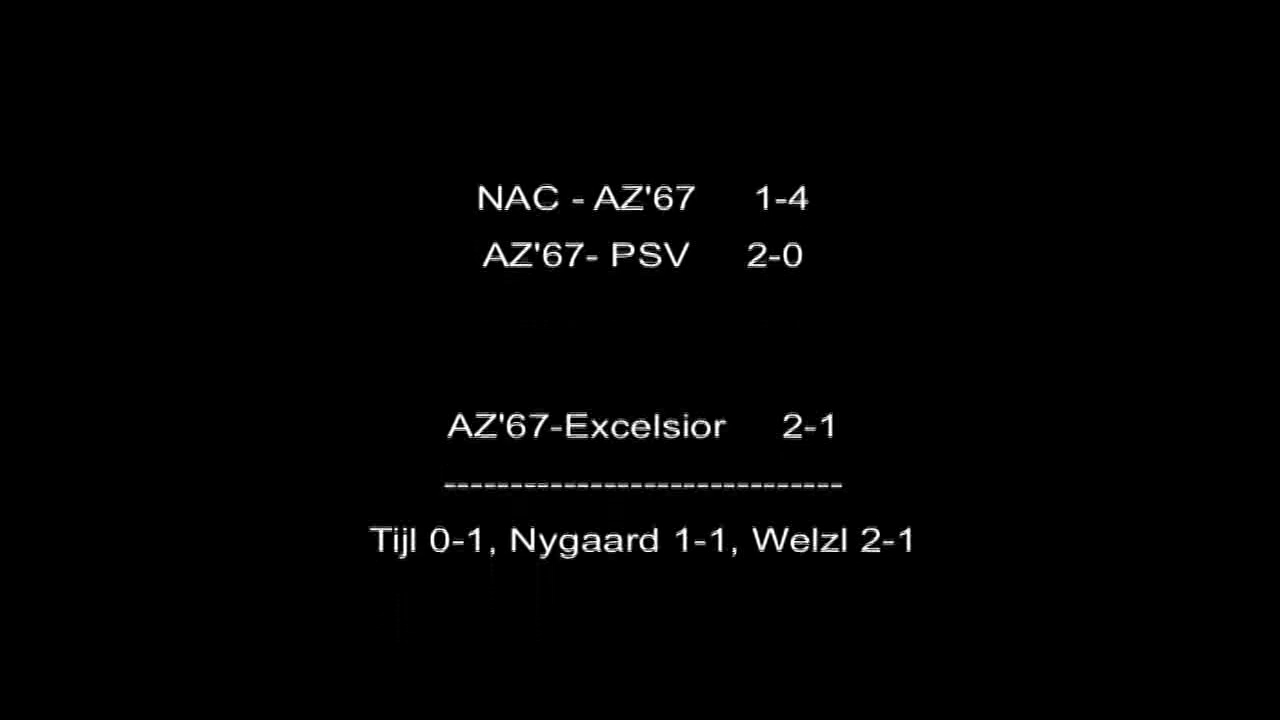 NAC - AZ'67 1-4
AZ'67- PSV 2-0
AZ'67-Excelsior 2-1
------------------------------
Tijl 0-1, Nygaard 1-1, Welzl 2-1